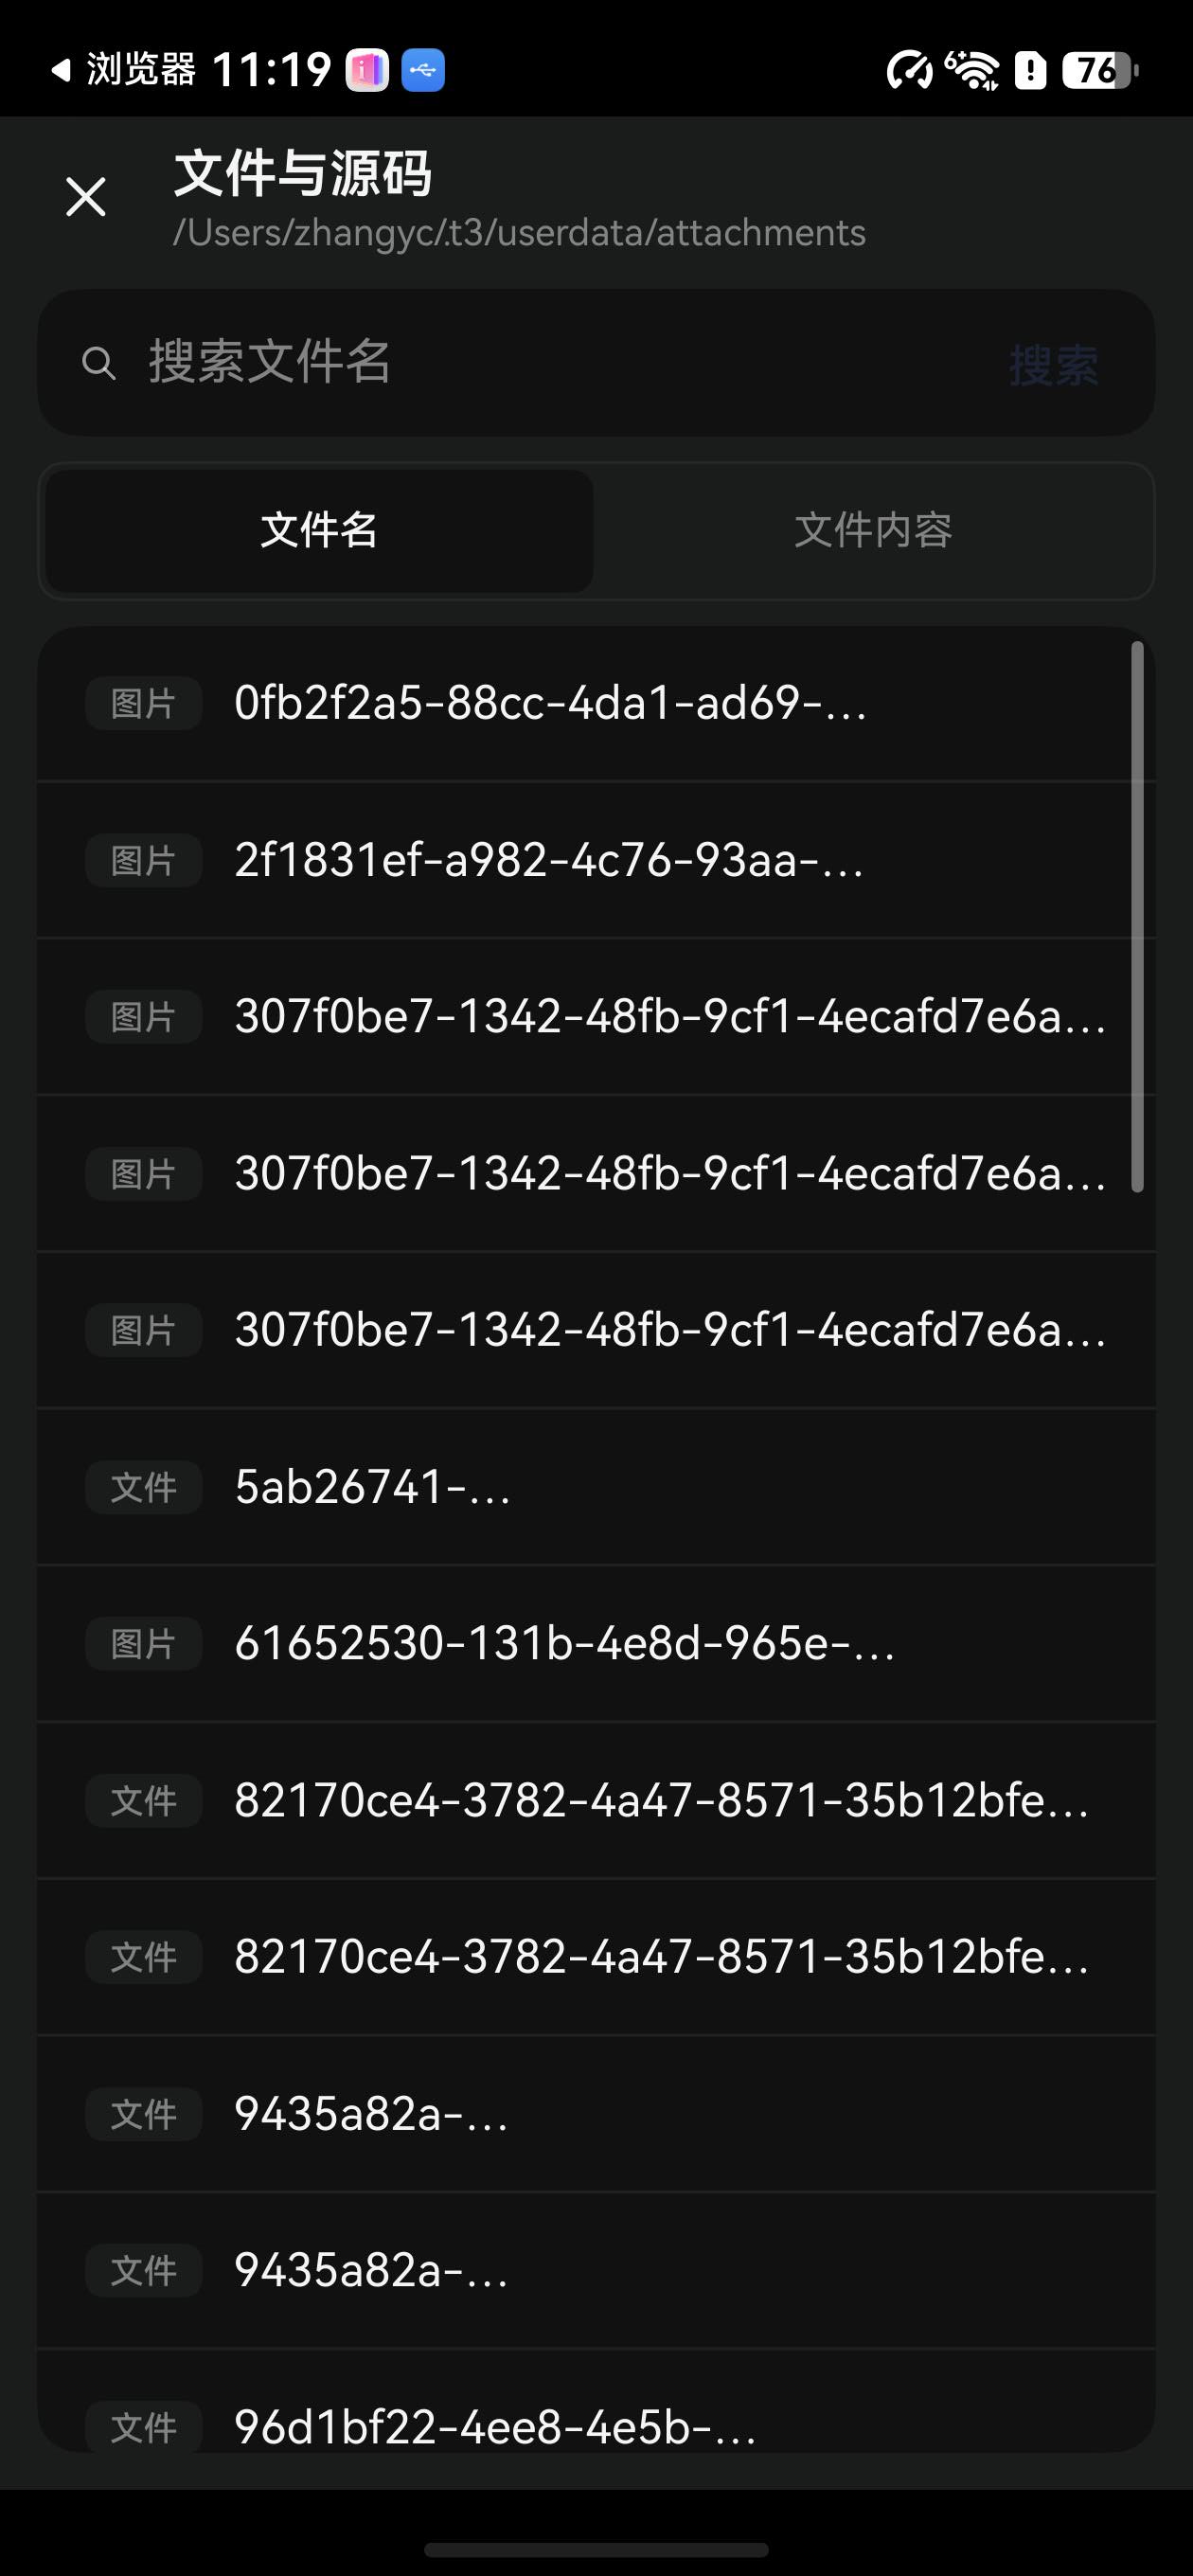 浏览器 11:19
6+ 76
文件与源码
/Users/zhangyc/.t3/userdata/attachments
搜索文件名 搜索
文件名 文件内容
图片 0fb2f2a5-88cc-4da1-ad69-...
图片 2f1831ef-a982-4c76-93aa-...
图片 307f0be7-1342-48fb-9cf1-4ecafd7e6a...
图片 307f0be7-1342-48fb-9cf1-4ecafd7e6a...
图片 307f0be7-1342-48fb-9cf1-4ecafd7e6a...
文件 5ab26741-...
图片 61652530-131b-4e8d-965e-...
文件 82170ce4-3782-4a47-8571-35b12bfe...
文件 82170ce4-3782-4a47-8571-35b12bfe...
文件 9435a82a-...
文件 9435a82a-...
文件 96d1bf22-4ee8-4e5b-...